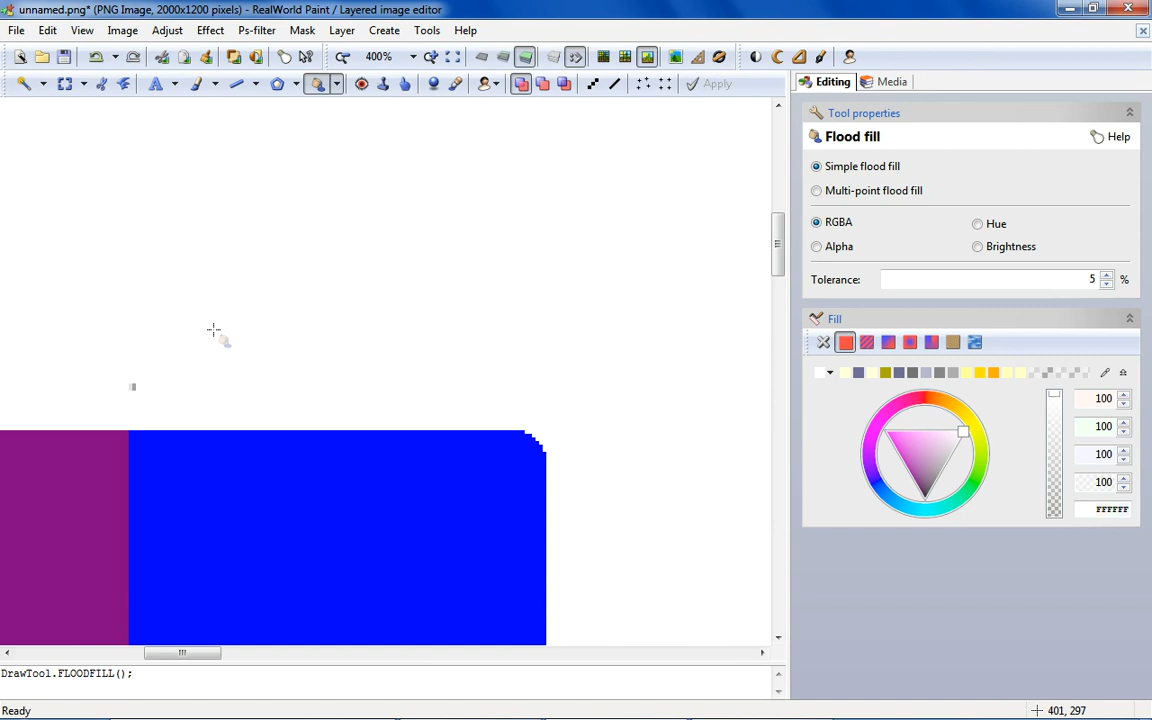 unnamed.png* (PNG Image, 2000x1200 pixels) - RealWorld Paint / Layered image editor
File Edit View Image Adjust Effect Ps-filter Mask Layer Create Tools Help
400%
Apply
Editing Media
Tool properties
Flood fill Help
Simple flood fill
Multi-point flood fill
RGBA Hue
Alpha Brightness
Tolerance: 5 %
Fill
100
100
100
100
FFFFFF
DrawTool.FLOODFILL();
Ready 401, 297